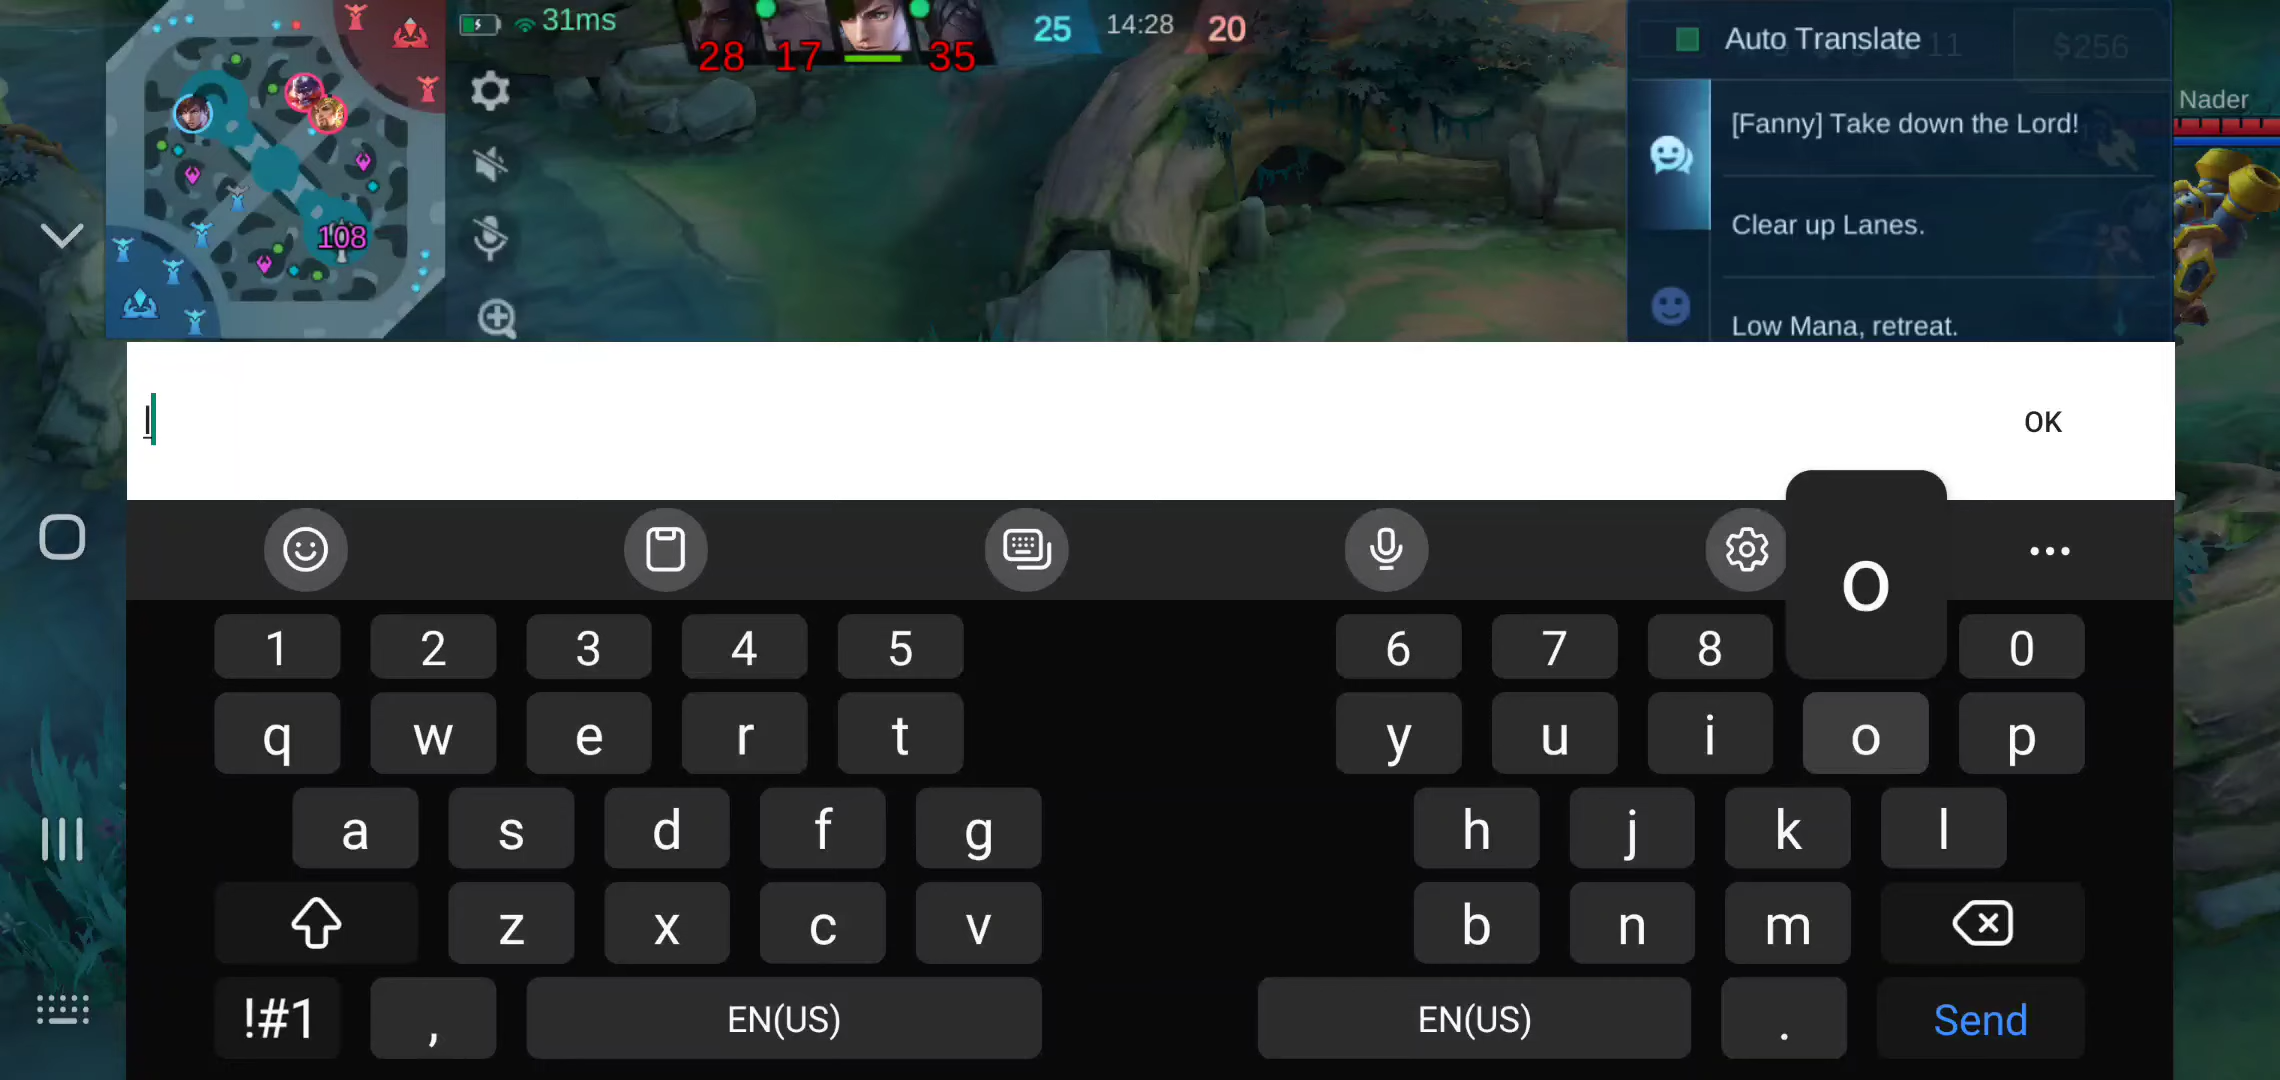 31ms
28 17 35
25 14:28 20
Auto Translate
11
$256
[Fanny] Take down the Lord!
Nader
Clear up Lanes.
Low Mana, retreat.
108
l
OK
o
1 2 3 4 5 6 7 8 0
q w e r t y u i o p
a s d f g h j k l
z x c v b n m
!#1 , EN(US) EN(US) . Send